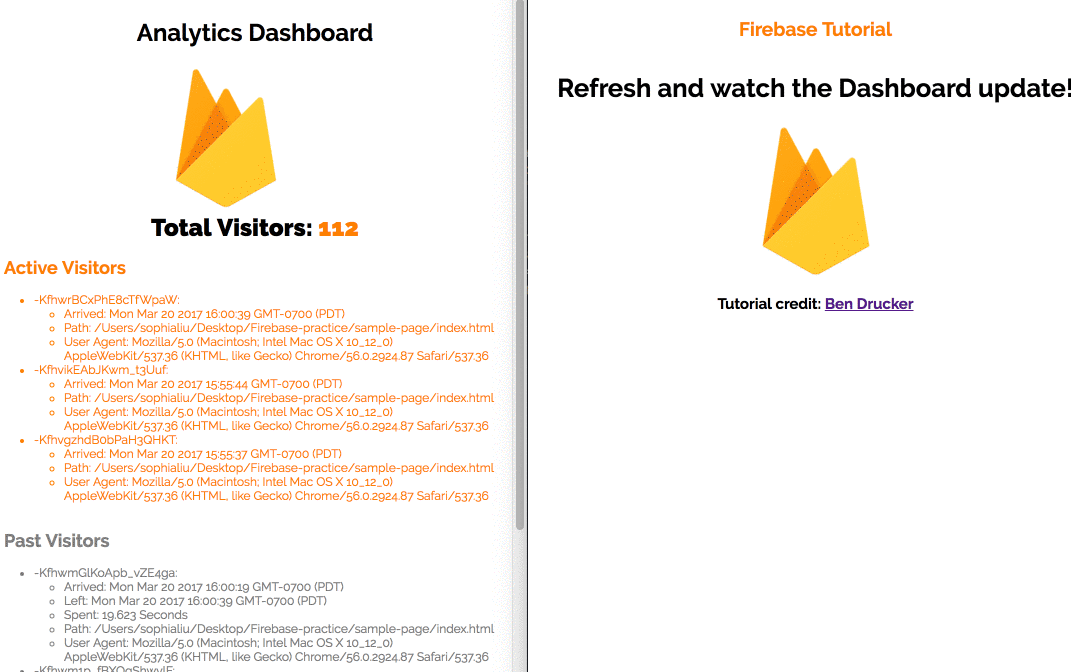 Analytics Dashboard
Total Visitors: 112
Active Visitors
-KfhwrBCxPhE8cTfWpaW:
Arrived: Mon Mar 20 2017 16:00:39 GMT-0700 (PDT)
Path: /Users/sophialiu/Desktop/Firebase-practice/sample-page/index.html
User Agent: Mozilla/5.0 (Macintosh; Intel Mac OS X 10_12_0)
AppleWebKit/537.36 (KHTML, like Gecko) Chrome/56.0.2924.87 Safari/537.36
-KfhvikEAbJKwm_t3Uuf:
Arrived: Mon Mar 20 2017 15:55:44 GMT-0700 (PDT)
Path: /Users/sophialiu/Desktop/Firebase-practice/sample-page/index.html
User Agent: Mozilla/5.0 (Macintosh; Intel Mac OS X 10_12_0)
AppleWebKit/537.36 (KHTML, like Gecko) Chrome/56.0.2924.87 Safari/537.36
-KfhvgzhdB0bPaH3QHKT:
Arrived: Mon Mar 20 2017 15:55:37 GMT-0700 (PDT)
Path: /Users/sophialiu/Desktop/Firebase-practice/sample-page/index.html
User Agent: Mozilla/5.0 (Macintosh; Intel Mac OS X 10_12_0)
AppleWebKit/537.36 (KHTML, like Gecko) Chrome/56.0.2924.87 Safari/537.36
Past Visitors
-KfhwmGlKoApb_vZE4ga:
Arrived: Mon Mar 20 2017 16:00:19 GMT-0700 (PDT)
Left: Mon Mar 20 2017 16:00:39 GMT-0700 (PDT)
Spent: 19.623 Seconds
Path: /Users/sophialiu/Desktop/Firebase-practice/sample-page/index.html
User Agent: Mozilla/5.0 (Macintosh; Intel Mac OS X 10_12_0)
AppleWebKit/537.36 (KHTML, like Gecko) Chrome/56.0.2924.87 Safari/537.36
Firebase Tutorial
Refresh and watch the Dashboard update!
Tutorial credit: Ben Drucker